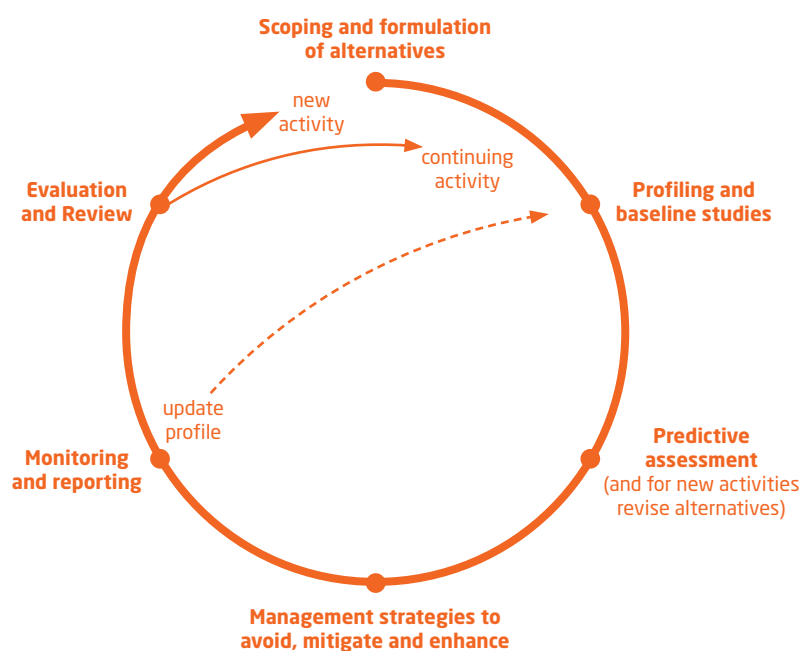 Scoping and formulation
of alternatives
new
activity
continuing
activity
Evaluation
and Review
Profiling and
baseline studies
update
profile
Monitoring
and reporting
Predictive
assessment
(and for new activities
revise alternatives)
Management strategies to
avoid, mitigate and enhance